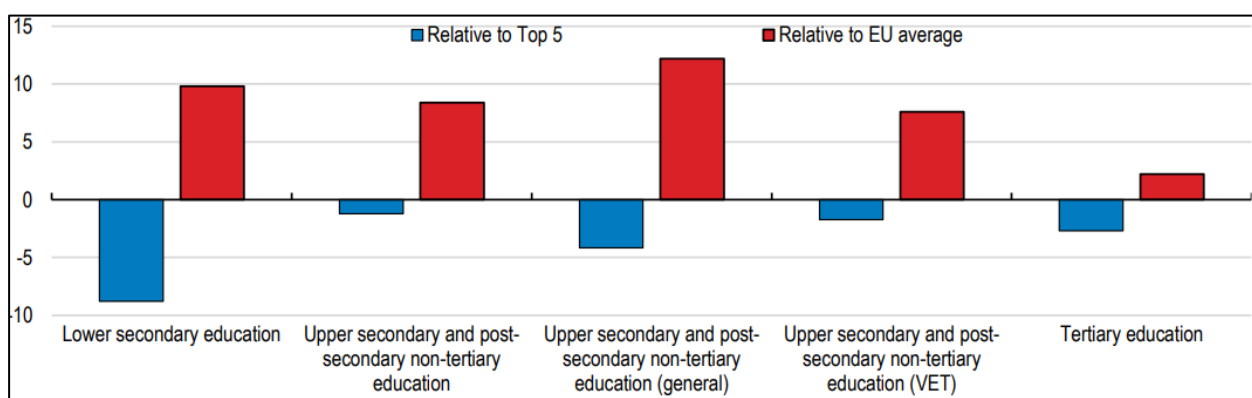 15
Relative to Top 5
Relative to EU average
10
5
0
-5
-10
Lower secondary education
Upper secondary and post-
secondary non-tertiary
education
Upper secondary and post-
secondary non-tertiary
education (general)
Upper secondary and post-
secondary non-tertiary
education (VET)
Tertiary education